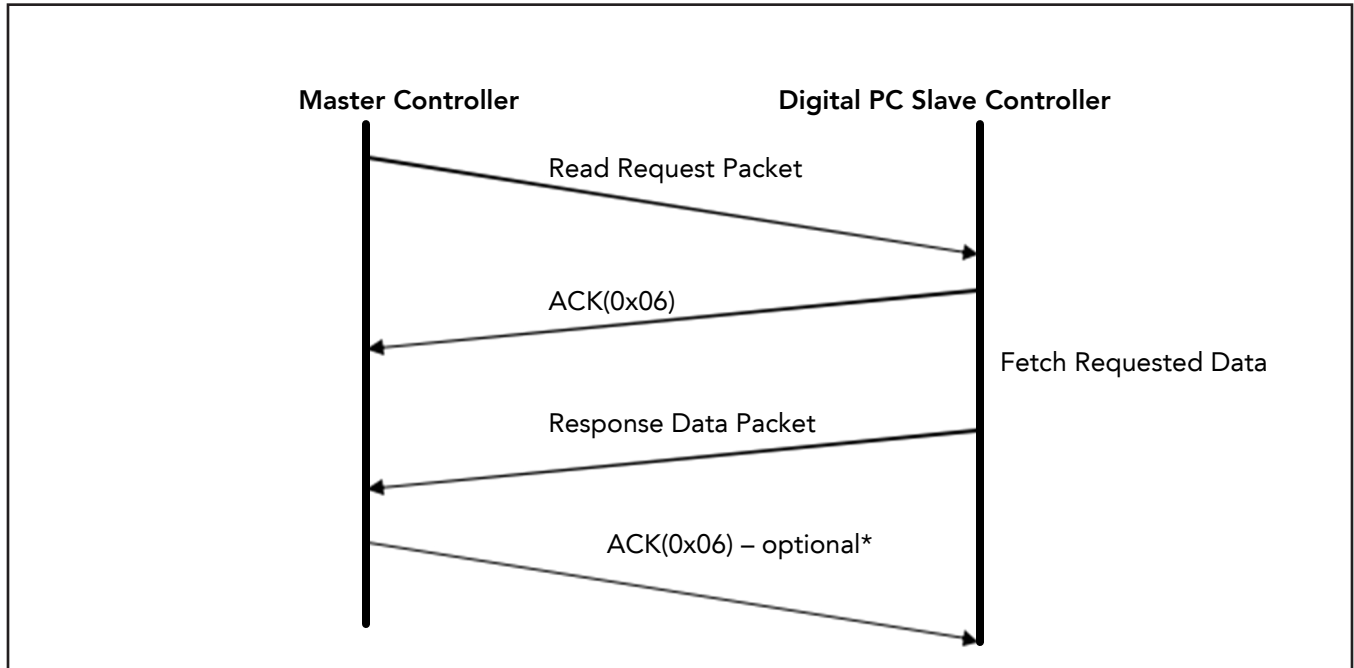 Master Controller
Digital PC Slave Controller
Read Request Packet
ACK(0x06)
Fetch Requested Data
Response Data Packet
ACK(0x06) – optional*